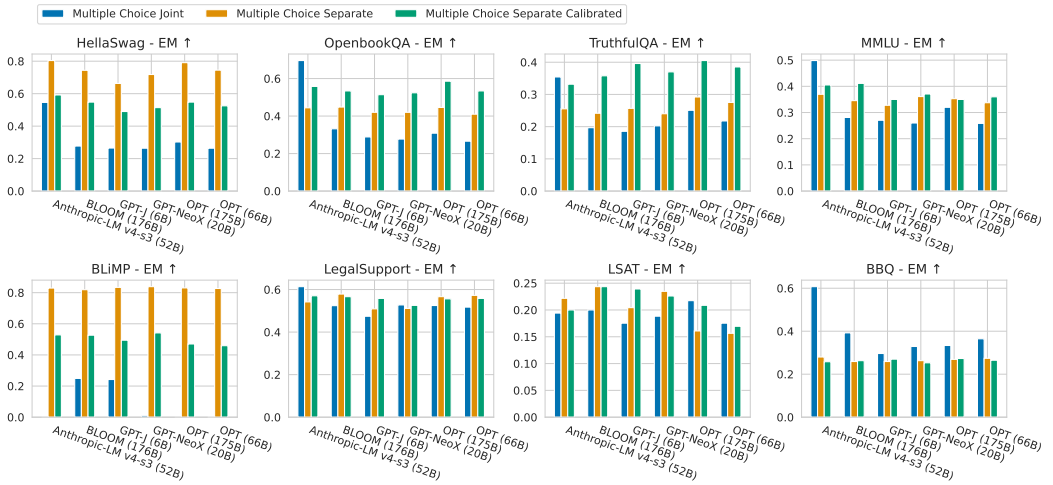 Multiple Choice Joint Multiple Choice Separate Multiple Choice Separate Calibrated
HellaSwag - EM ↑
0.8
0.6
0.4
0.2
0.0
Anthropic-LM v4-s3 (52B)
BLOOM (176B)
GPT-J (6B)
GPT-NeoX (20B)
OPT (175B)
OPT (66B)
OpenbookQA - EM ↑
0.6
0.4
0.2
0.0
Anthropic-LM v4-s3 (52B)
BLOOM (176B)
GPT-J (6B)
GPT-NeoX (20B)
OPT (175B)
OPT (66B)
TruthfulQA - EM ↑
0.4
0.3
0.2
0.1
0.0
Anthropic-LM v4-s3 (52B)
BLOOM (176B)
GPT-J (6B)
GPT-NeoX (20B)
OPT (175B)
OPT (66B)
MMLU - EM ↑
0.5
0.4
0.3
0.2
0.1
0.0
Anthropic-LM v4-s3 (52B)
BLOOM (176B)
GPT-J (6B)
GPT-NeoX (20B)
OPT (175B)
OPT (66B)
BLiMP - EM ↑
0.8
0.6
0.4
0.2
0.0
Anthropic-LM v4-s3 (52B)
BLOOM (176B)
GPT-J (6B)
GPT-NeoX (20B)
OPT (175B)
OPT (66B)
LegalSupport - EM ↑
0.6
0.5
0.4
0.3
0.2
0.1
0.0
Anthropic-LM v4-s3 (52B)
BLOOM (176B)
GPT-J (6B)
GPT-NeoX (20B)
OPT (175B)
OPT (66B)
LSAT - EM ↑
0.25
0.20
0.15
0.10
0.05
0.00
Anthropic-LM v4-s3 (52B)
BLOOM (176B)
GPT-J (6B)
GPT-NeoX (20B)
OPT (175B)
OPT (66B)
BBQ - EM ↑
0.6
0.4
0.2
0.0
Anthropic-LM v4-s3 (52B)
BLOOM (176B)
GPT-J (6B)
GPT-NeoX (20B)
OPT (175B)
OPT (66B)